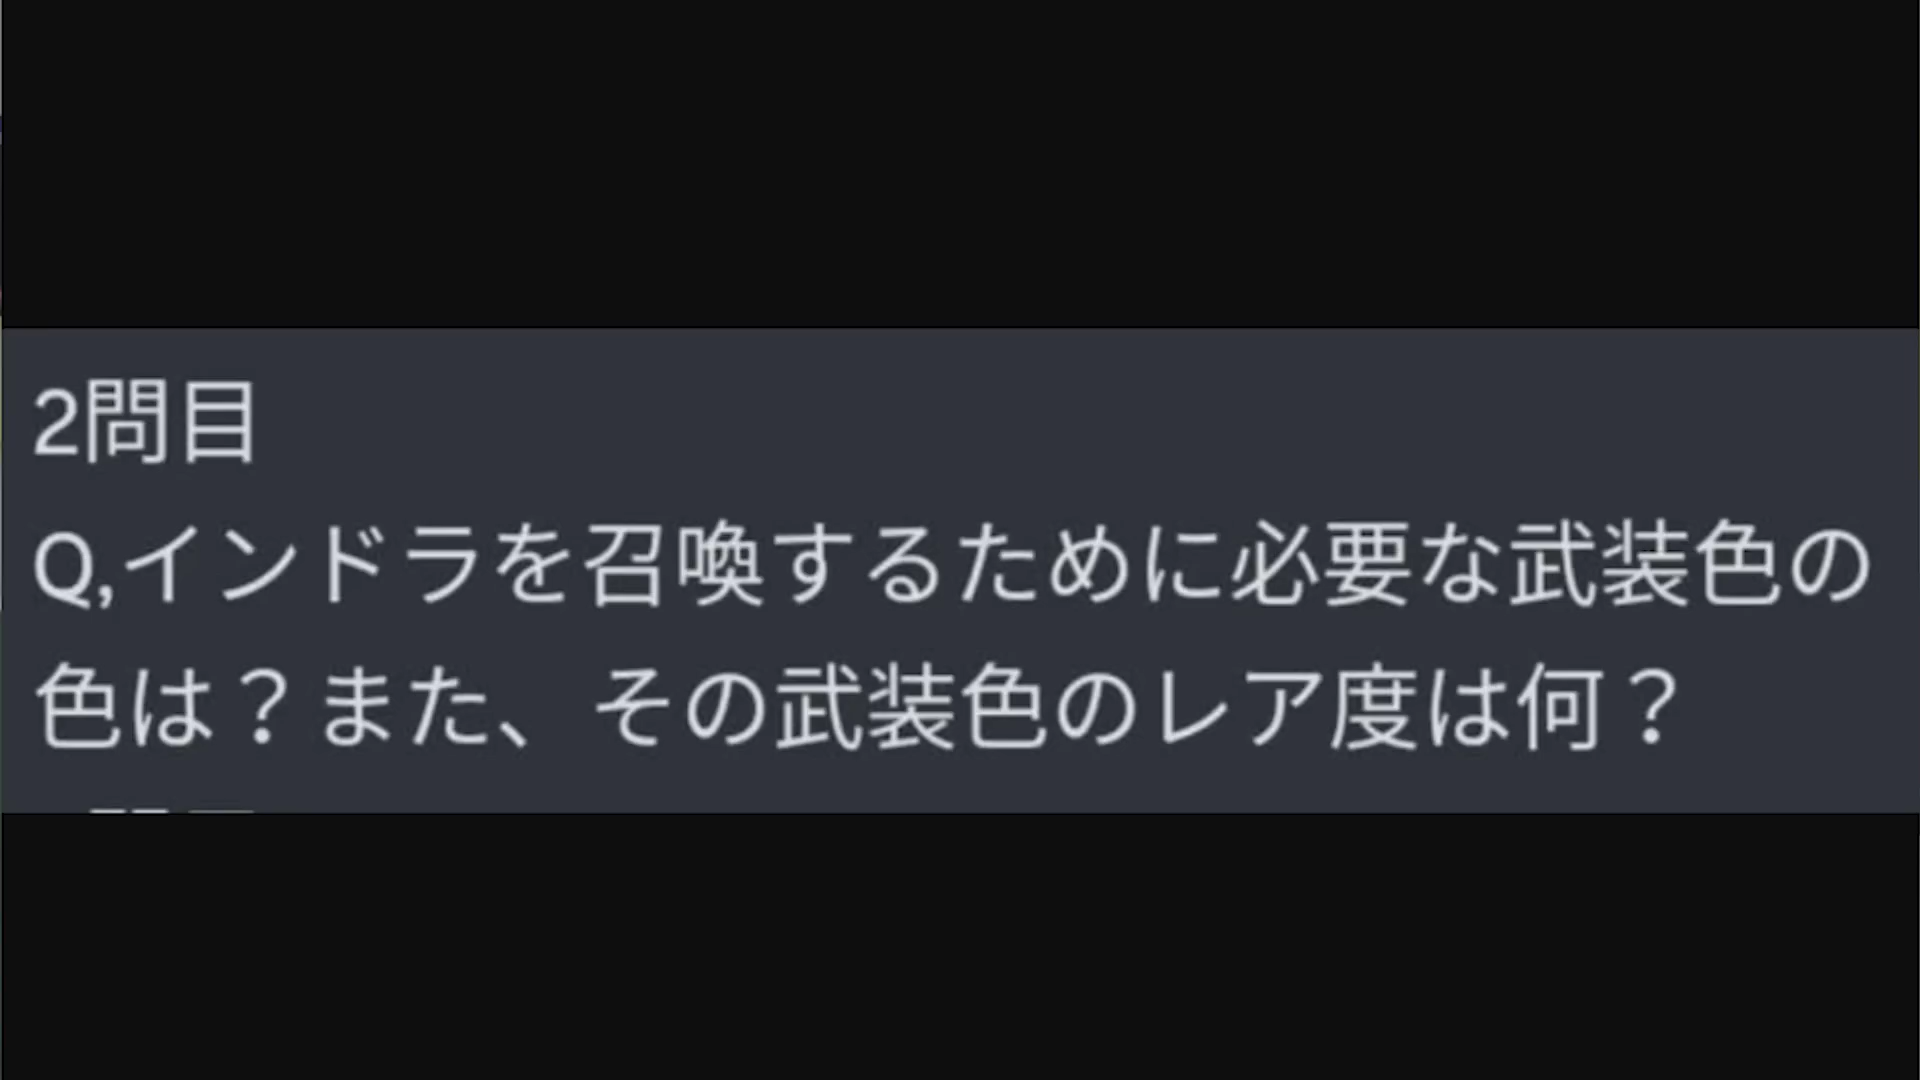 2問目
Q,インドラを召喚するために必要な武装色の
色は？また、その武装色のレア度は何？